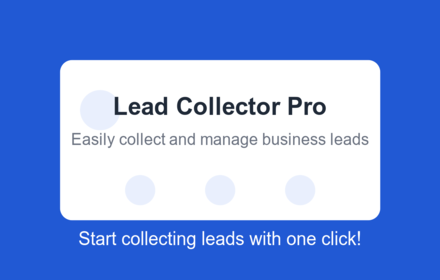 Lead Collector Pro
Easily collect and manage business leads
Start collecting leads with one click!